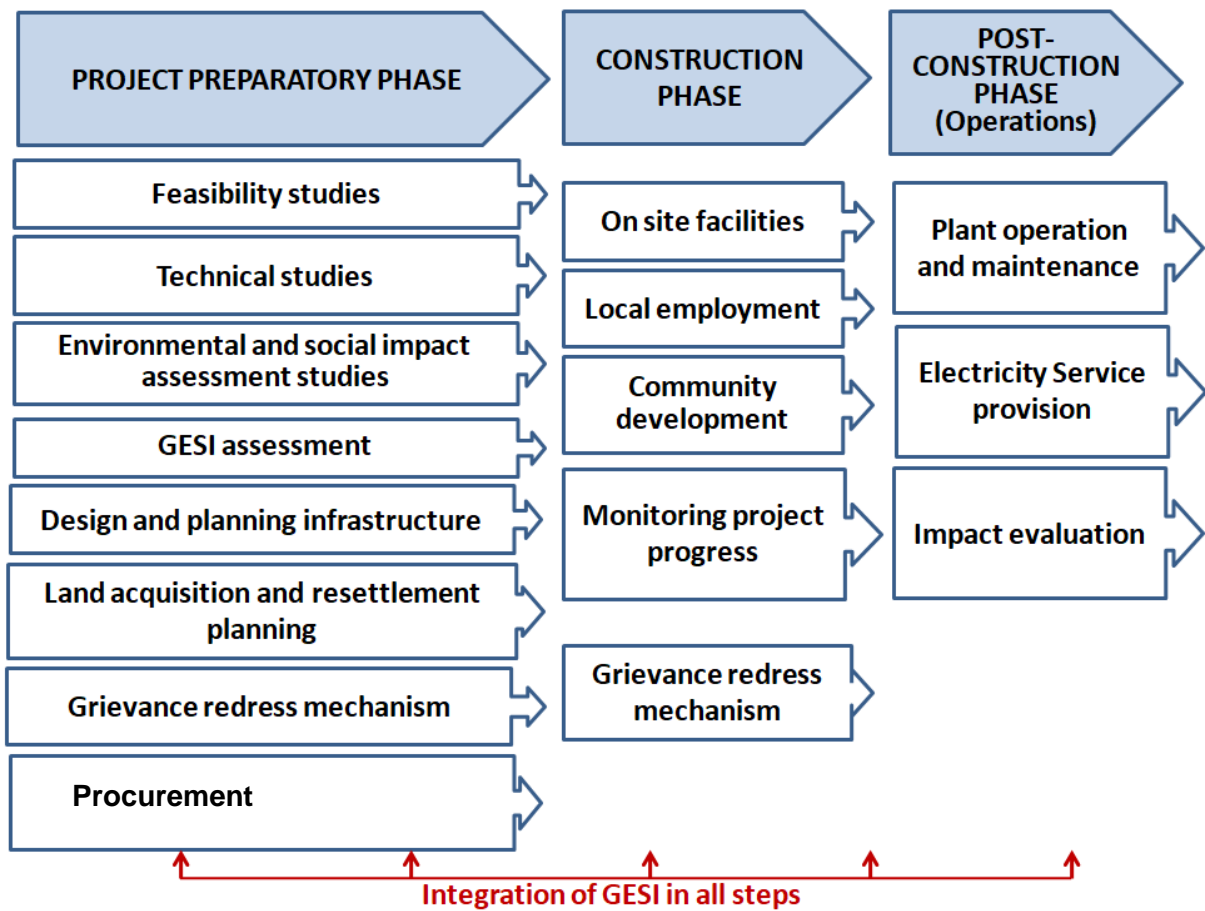 PROJECT PREPARATORY PHASE
CONSTRUCTION
PHASE
POST-
CONSTRUCTION
PHASE
(Operations)
Feasibility studies
Technical studies
Environmental and social impact
assessment studies
GESI assessment
Design and planning infrastructure
Land acquisition and resettlement
planning
Grievance redress mechanism
Procurement
On site facilities
Local employment
Community
development
Monitoring project
progress
Grievance redress
mechanism
Plant operation
and maintenance
Electricity Service
provision
Impact evaluation
Integration of GESI in all steps